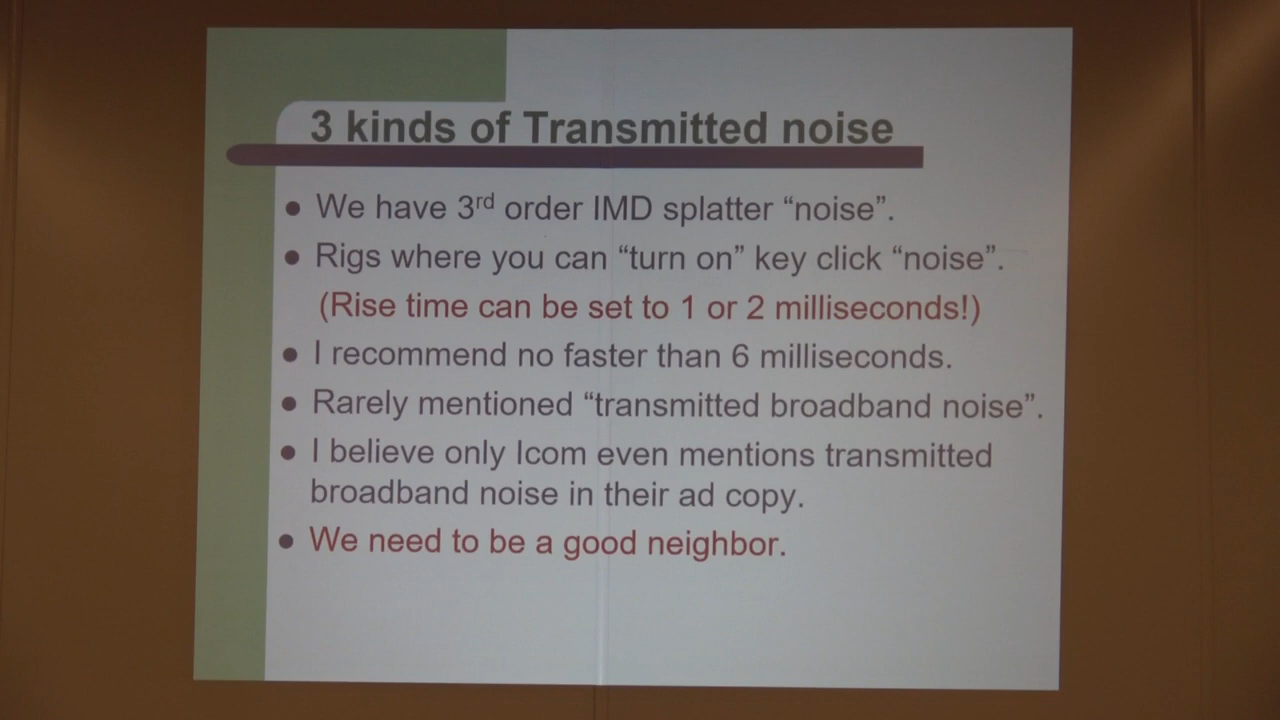 3 kinds of Transmitted noise
● We have 3rd order IMD splatter “noise”.
● Rigs where you can “turn on” key click “noise”.
(Rise time can be set to 1 or 2 milliseconds!)
● I recommend no faster than 6 milliseconds.
● Rarely mentioned “transmitted broadband noise”.
● I believe only Icom even mentions transmitted
broadband noise in their ad copy.
● We need to be a good neighbor.